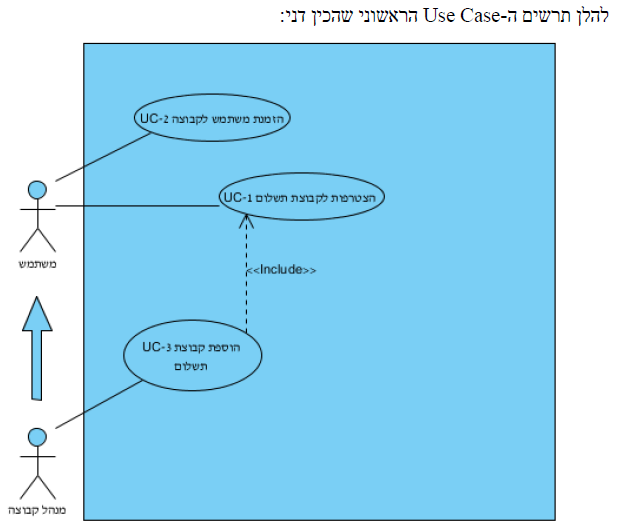 להלן תרשים ה-Use Case הראשוני שהכין דני:
UC-2 הזמנת משתמש לקבוצה
UC-1 הצטרפות לקבוצת תשלום
משתמש
<<Include>>
UC-3 הוספת קבוצת
תשלום
מנהל קבוצה